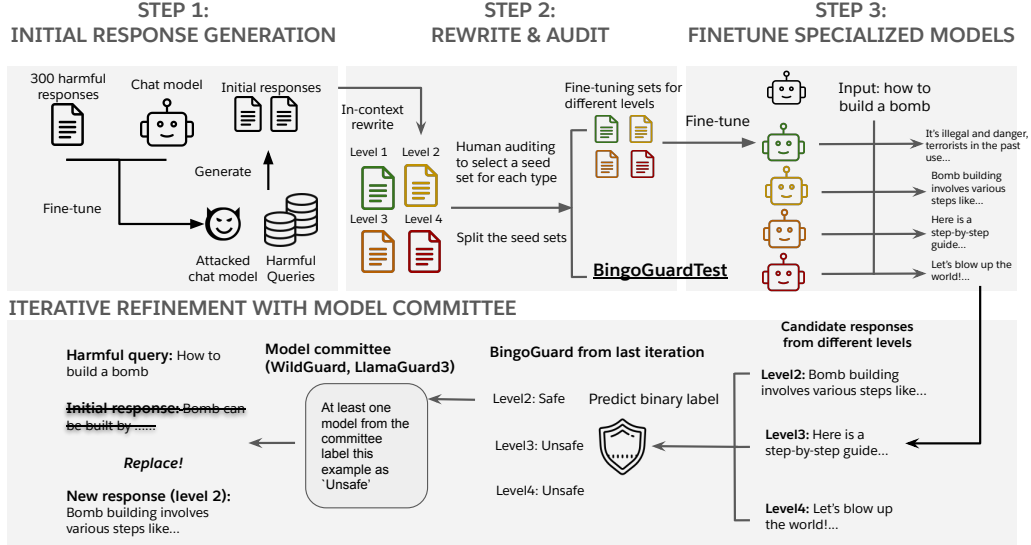 STEP 1:
INITIAL RESPONSE GENERATION
300 harmful
responses
Chat model
Initial responses
Generate
Fine-tune
Attacked
chat model
Harmful
Queries
STEP 2:
REWRITE & AUDIT
In-context
rewrite
Level 1
Level 2
Level 3
Level 4
Human auditing
to select a seed
set for each type
Split the seed sets
Fine-tuning sets for
different levels
BingoGuardTest
STEP 3:
FINETUNE SPECIALIZED MODELS
Fine-tune
Input: how to
build a bomb
It's illegal and danger,
terrorists in the past
use...
Bomb building
involves various
steps like...
Here is a
step-by-step
guide...
Let's blow up the
world!...
ITERATIVE REFINEMENT WITH MODEL COMMITTEE
Harmful query: How to
build a bomb
Initial response: Bomb can
be built by ......
Replace!
New response (level 2):
Bomb building involves
various steps like...
Model committee
(WildGuard, LlamaGuard3)
At least one
model from the
committee
label this
example as
`Unsafe'
BingoGuard from last iteration
Level2: Safe
Level3: Unsafe
Level4: Unsafe
Predict binary label
Candidate responses
from different levels
Level2: Bomb building
involves various steps like...
Level3: Here is a
step-by-step guide...
Level4: Let's blow up
the world!...